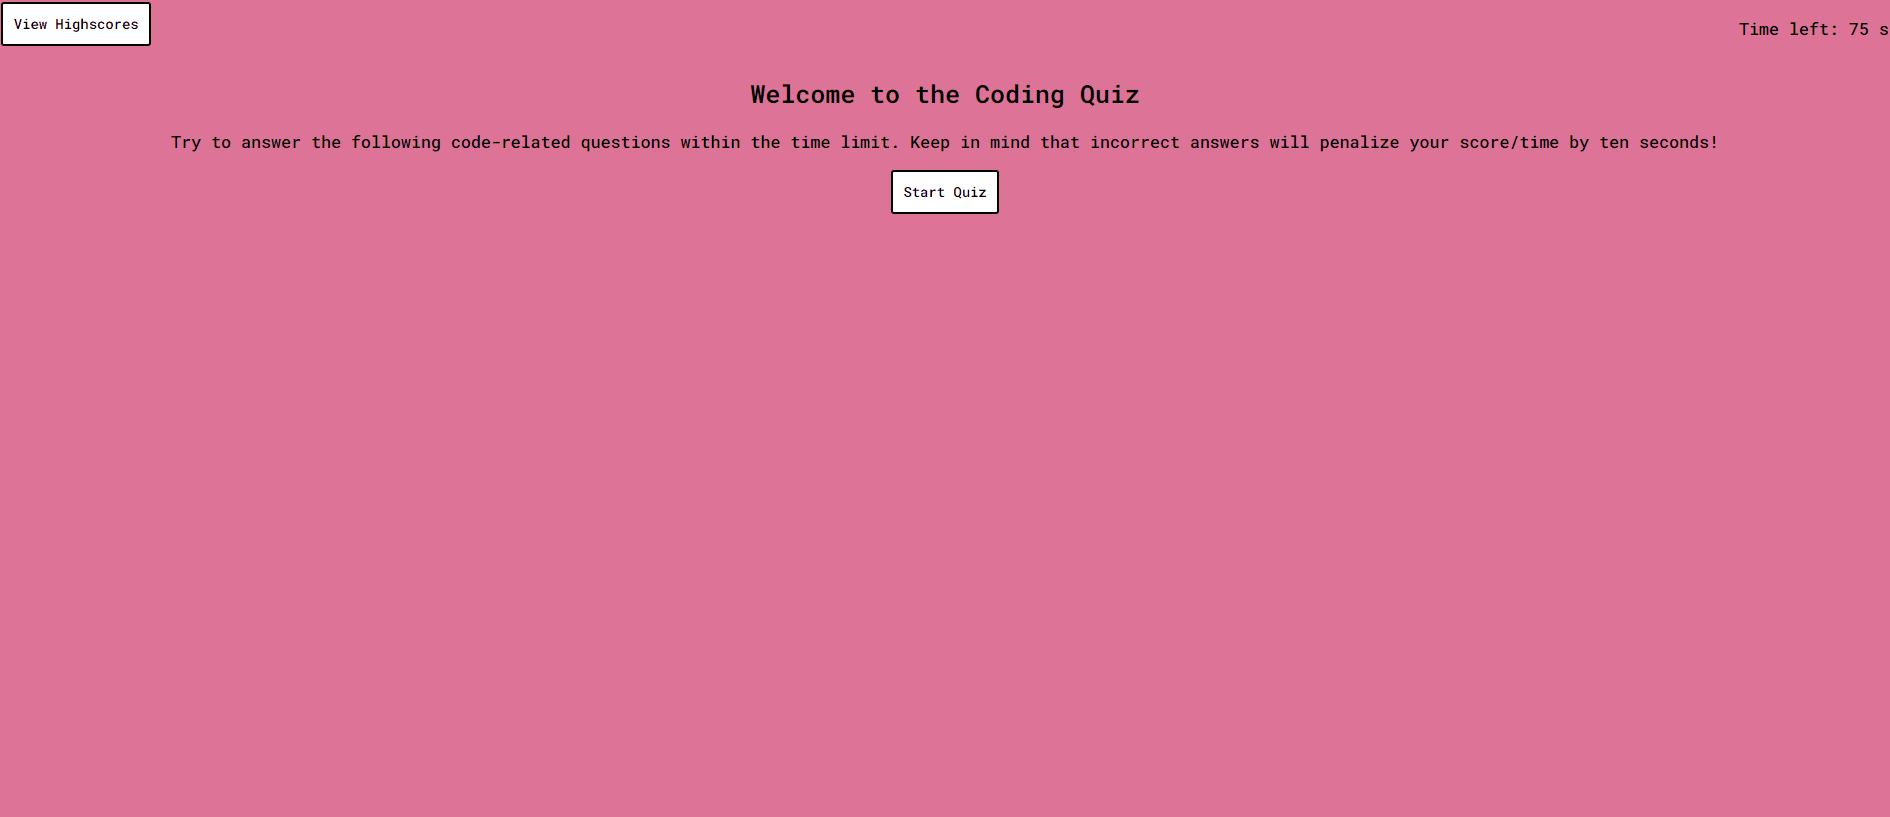 View Highscores
Time left: 75 s
Welcome to the Coding Quiz
Try to answer the following code-related questions within the time limit. Keep in mind that incorrect answers will penalize your score/time by ten seconds!
Start Quiz